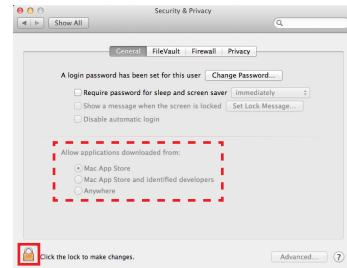 Security & Privacy
Show All
General FileVault Firewall Privacy
A login password has been set for this user Change Password...
Require password for sleep and screen saver immediately
Show a message when the screen is locked Set Lock Message...
Disable automatic login
Allow applications downloaded from:
Mac App Store
Mac App Store and identified developers
Anywhere
Click the lock to make changes.
Advanced... ?